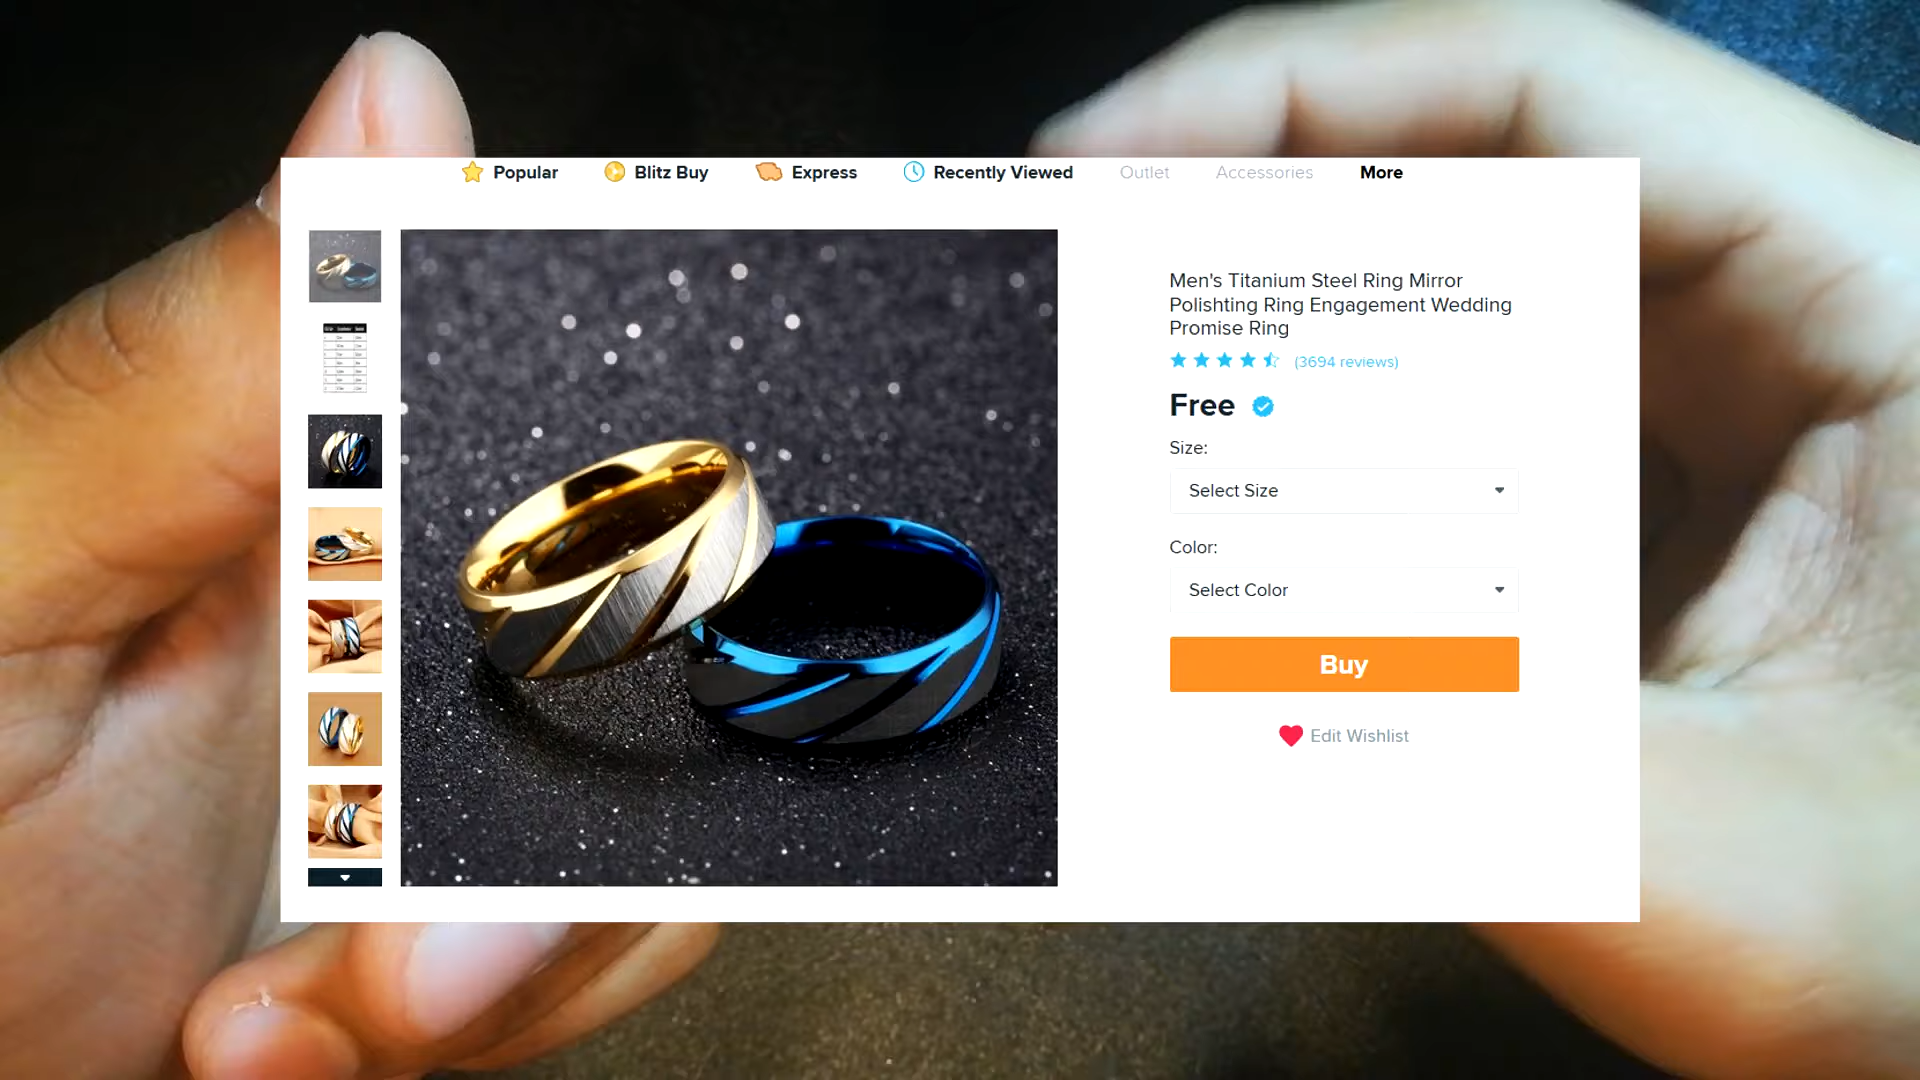 Popular Blitz Buy Express Recently Viewed Outlet Accessories More
Men's Titanium Steel Ring Mirror
Polishting Ring Engagement Wedding
Promise Ring
(3694 reviews)
Free
Size:
Select Size
Color:
Select Color
Buy
Edit Wishlist